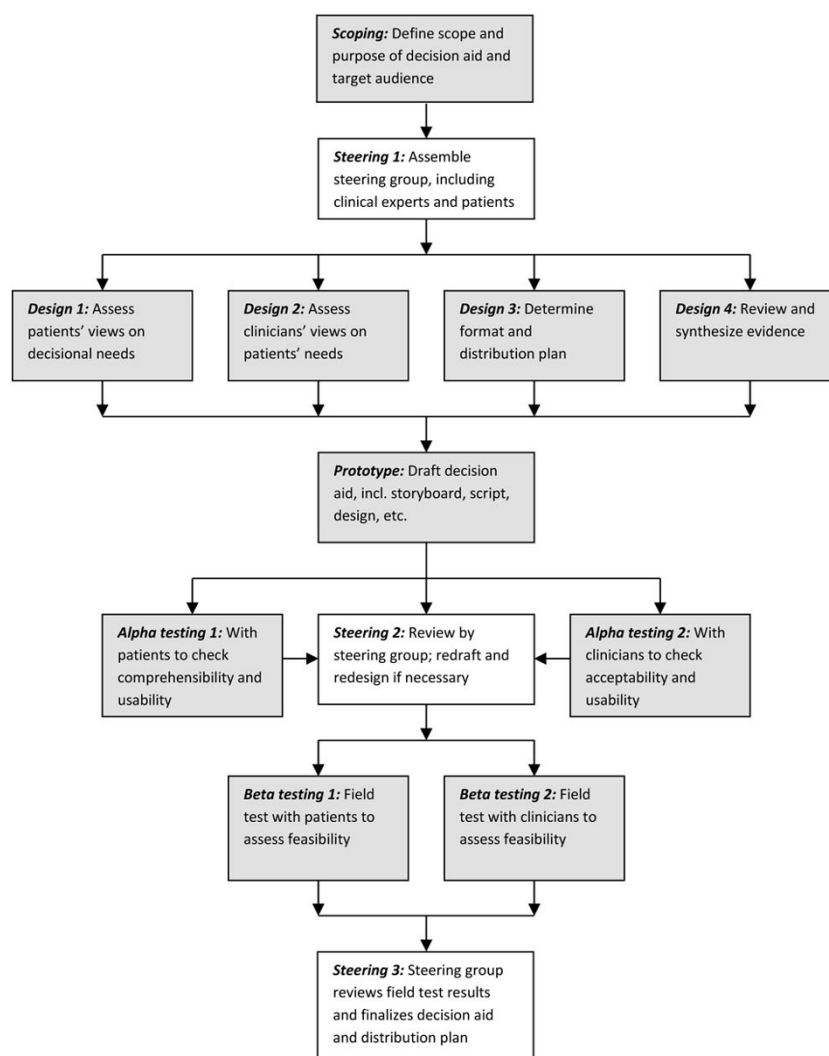 Scoping: Define scope and
purpose of decision aid and
target audience
Steering 1: Assemble
steering group, including
clinical experts and patients
Design 1: Assess
patients’ views on
decisional needs
Design 2: Assess
clinicians’ views on
patients’ needs
Design 3: Determine
format and
distribution plan
Design 4: Review and
synthesize evidence
Prototype: Draft decision
aid, incl. storyboard, script,
design, etc.
Alpha testing 1: With
patients to check
comprehensibility and
usability
Steering 2: Review by
steering group; redraft and
redesign if necessary
Alpha testing 2: With
clinicians to check
acceptability and
usability
Beta testing 1: Field
test with patients to
assess feasibility
Beta testing 2: Field
test with clinicians to
assess feasibility
Steering 3: Steering group
reviews field test results
and finalizes decision aid
and distribution plan